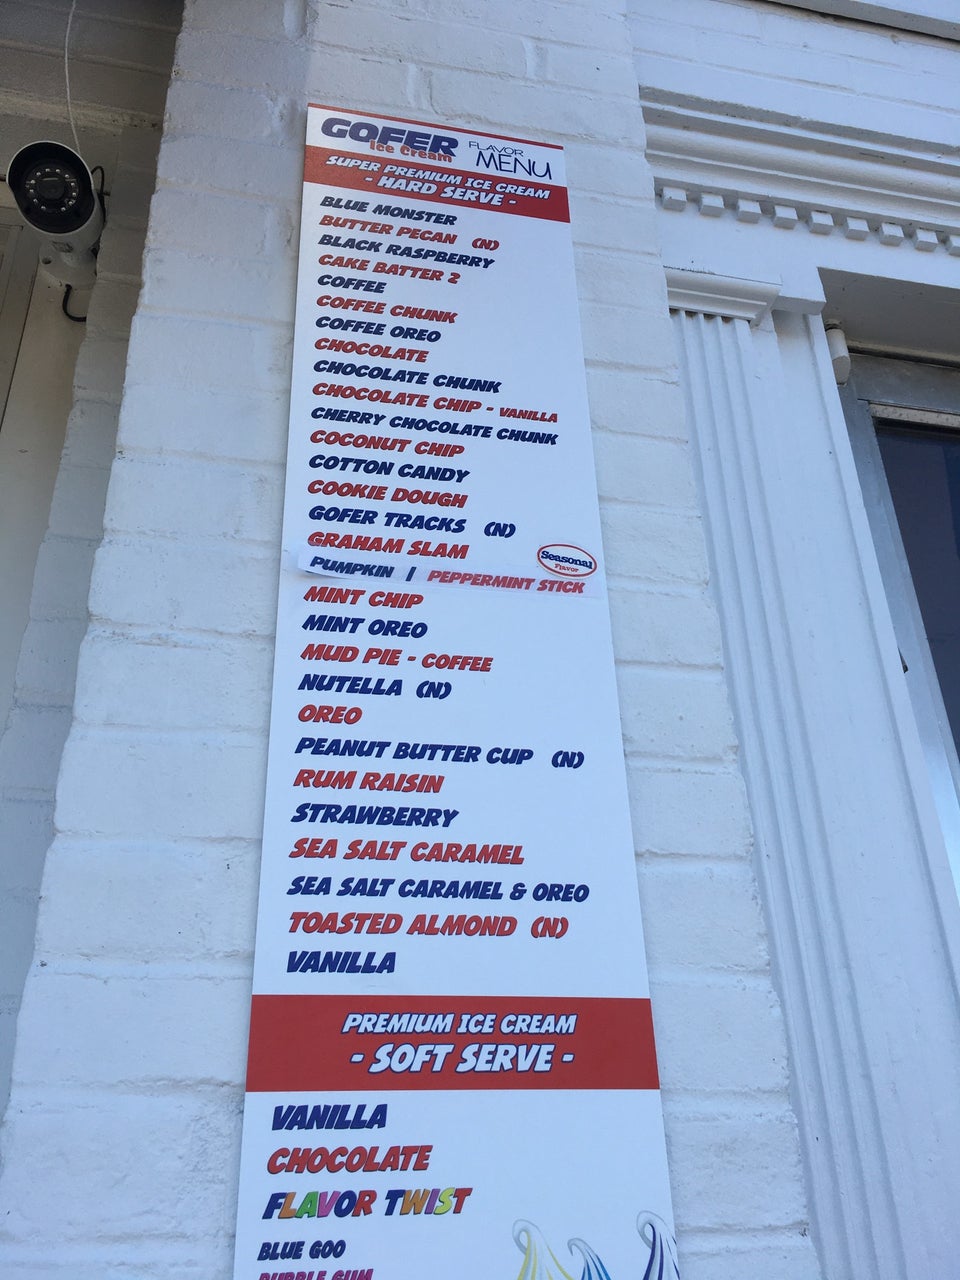 GOFER
Ice Cream
FLAVOR
MENU
SUPER PREMIUM ICE CREAM
- HARD SERVE -
BLUE MONSTER
BUTTER PECAN (N)
BLACK RASPBERRY
CAKE BATTER 2
COFFEE
COFFEE CHUNK
COFFEE OREO
CHOCOLATE
CHOCOLATE CHUNK
CHOCOLATE CHIP - VANILLA
CHERRY CHOCOLATE CHUNK
COCONUT CHIP
COTTON CANDY
COOKIE DOUGH
GOFER TRACKS (N)
GRAHAM SLAM
Seasonal
Flavor
PUMPKIN | PEPPERMINT STICK
MINT CHIP
MINT OREO
MUD PIE - COFFEE
NUTELLA (N)
OREO
PEANUT BUTTER CUP (N)
RUM RAISIN
STRAWBERRY
SEA SALT CARAMEL
SEA SALT CARAMEL & OREO
TOASTED ALMOND (N)
VANILLA
PREMIUM ICE CREAM
- SOFT SERVE -
VANILLA
CHOCOLATE
FLAVOR TWIST
BLUE GOO
BUBBLE GUM